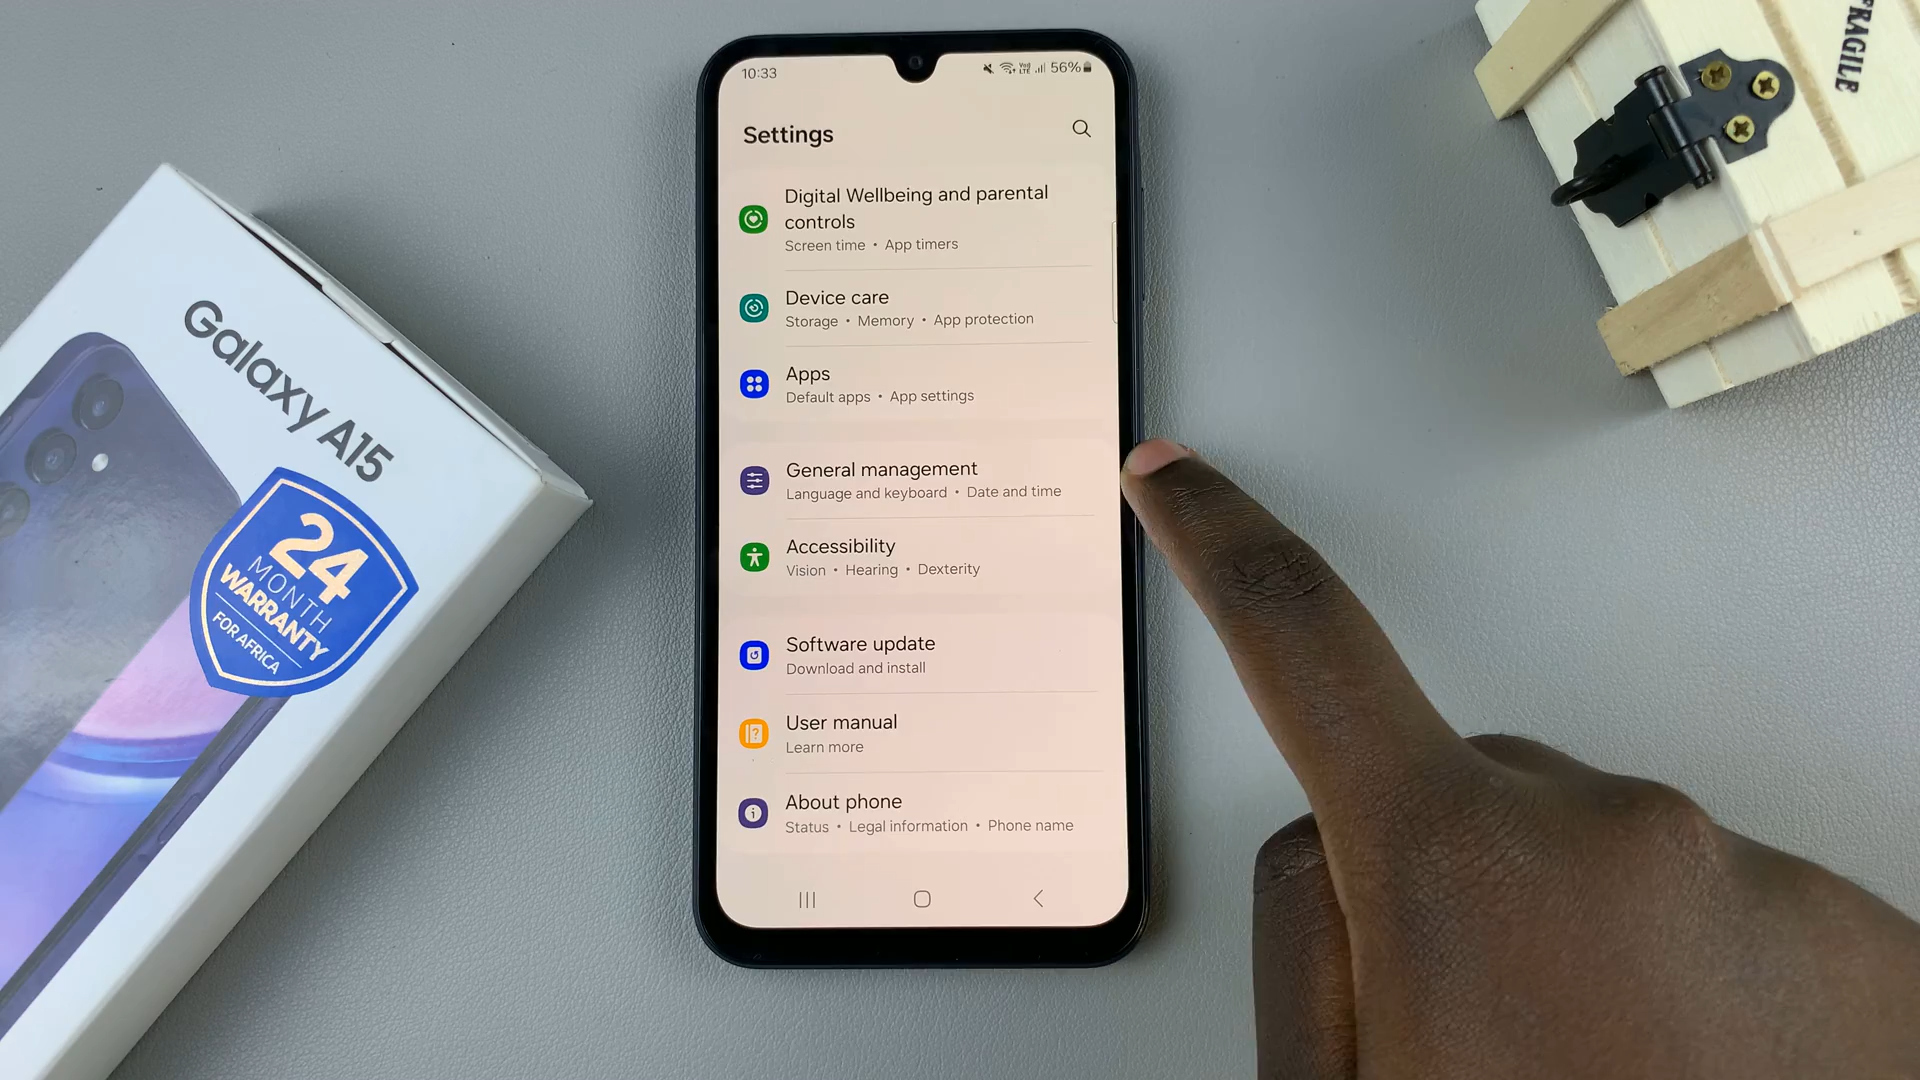 10:33
VoJ LTE 56%
Settings
Digital Wellbeing and parental
controls
Screen time • App timers
Device care
Storage • Memory • App protection
Apps
Default apps • App settings
General management
Language and keyboard • Date and time
Accessibility
Vision • Hearing • Dexterity
Software update
Download and install
User manual
Learn more
About phone
Status • Legal information • Phone name
Galaxy A15
24
MONTH
WARRANTY
FOR AFRICA
FRAGILE